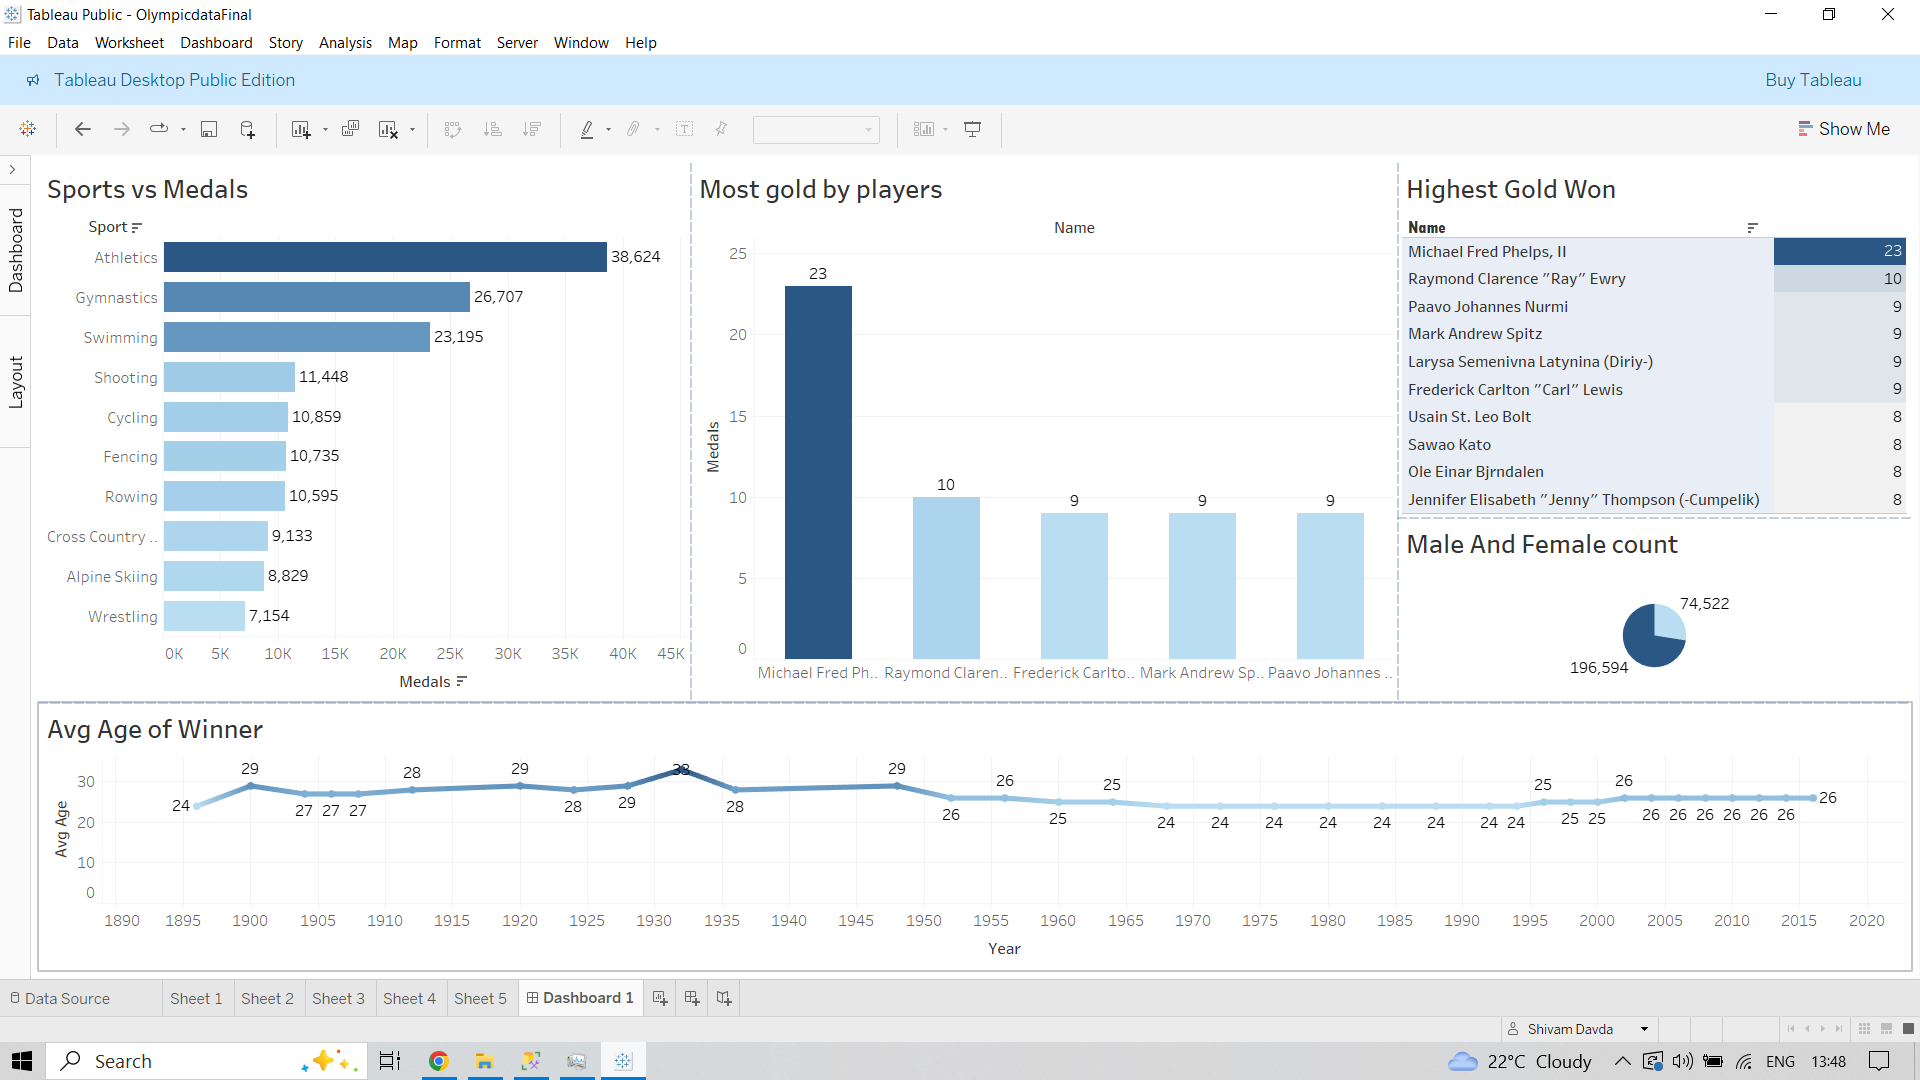 Tableau Public - OlympicdataFinal
File Data Worksheet Dashboard Story Analysis Map Format Server Window Help
Tableau Desktop Public Edition
Buy Tableau
Show Me
Dashboard
Layout
Sports vs Medals
Sport
Athletics 38,624
Gymnastics 26,707
Swimming 23,195
Shooting 11,448
Cycling 10,859
Fencing 10,735
Rowing 10,595
Cross Country .. 9,133
Alpine Skiing 8,829
Wrestling 7,154
0K 5K 10K 15K 20K 25K 30K 35K 40K 45K
Medals
Most gold by players
Name
25
20
15
10
5
0
Medals
23 10 9 9 9
Michael Fred Ph.. Raymond Claren.. Frederick Carlto.. Mark Andrew Sp.. Paavo Johannes ..
Highest Gold Won
Name
Michael Fred Phelps, II 23
Raymond Clarence "Ray" Ewry 10
Paavo Johannes Nurmi 9
Mark Andrew Spitz 9
Larysa Semenivna Latynina (Diriy-) 9
Frederick Carlton "Carl" Lewis 9
Usain St. Leo Bolt 8
Sawao Kato 8
Ole Einar Bjrndalen 8
Jennifer Elisabeth "Jenny" Thompson (-Cumpelik) 8
Male And Female count
74,522
196,594
Avg Age of Winner
Avg Age
30
20
10
0
24 29 27 27 27 28 29 28 29 33 28 29 26 26 25 25 24 24 24 24 24 24 24 24 25 25 25 26 26 26 26 26 26 26 26
1890 1895 1900 1905 1910 1915 1920 1925 1930 1935 1940 1945 1950 1955 1960 1965 1970 1975 1980 1985 1990 1995 2000 2005 2010 2015 2020
Year
Data Source Sheet 1 Sheet 2 Sheet 3 Sheet 4 Sheet 5 Dashboard 1
Shivam Davda
Search
22°C Cloudy
ENG
13:48